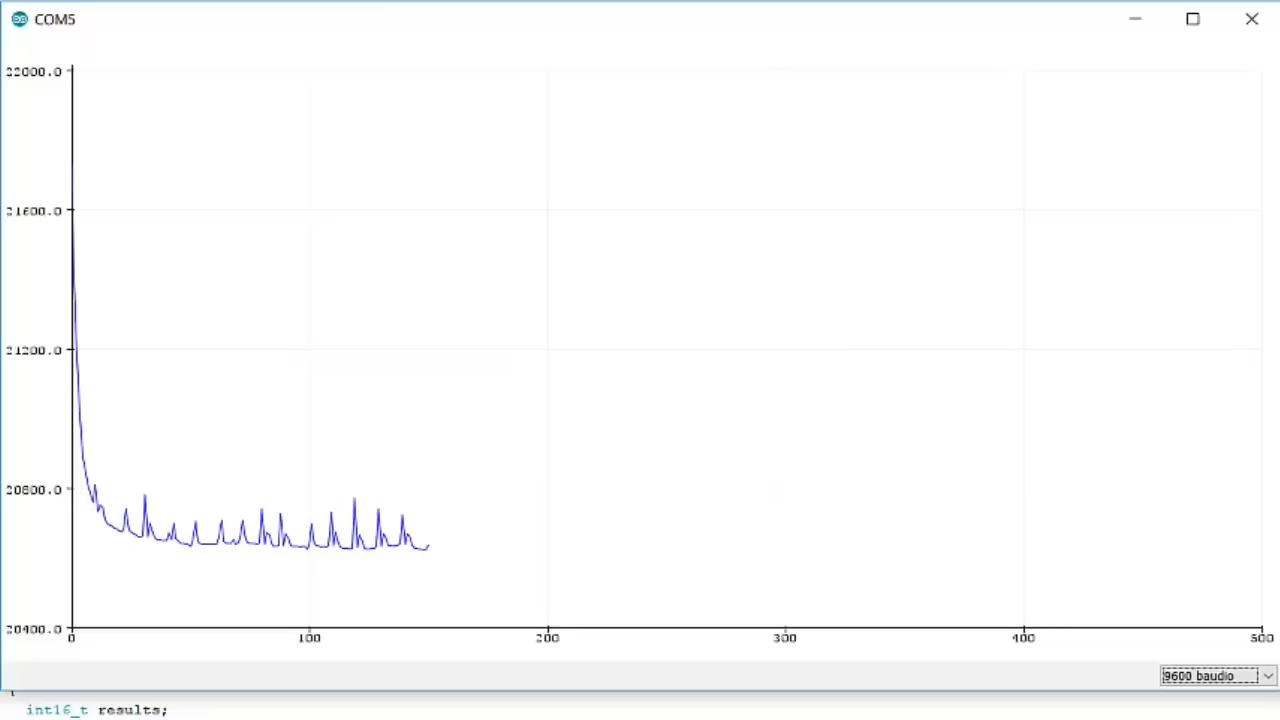 COM5
22000.0
21600.0
21200.0
20800.0
20400.0
0 100 200 300 400 500
9600 baudio
int16_t results;